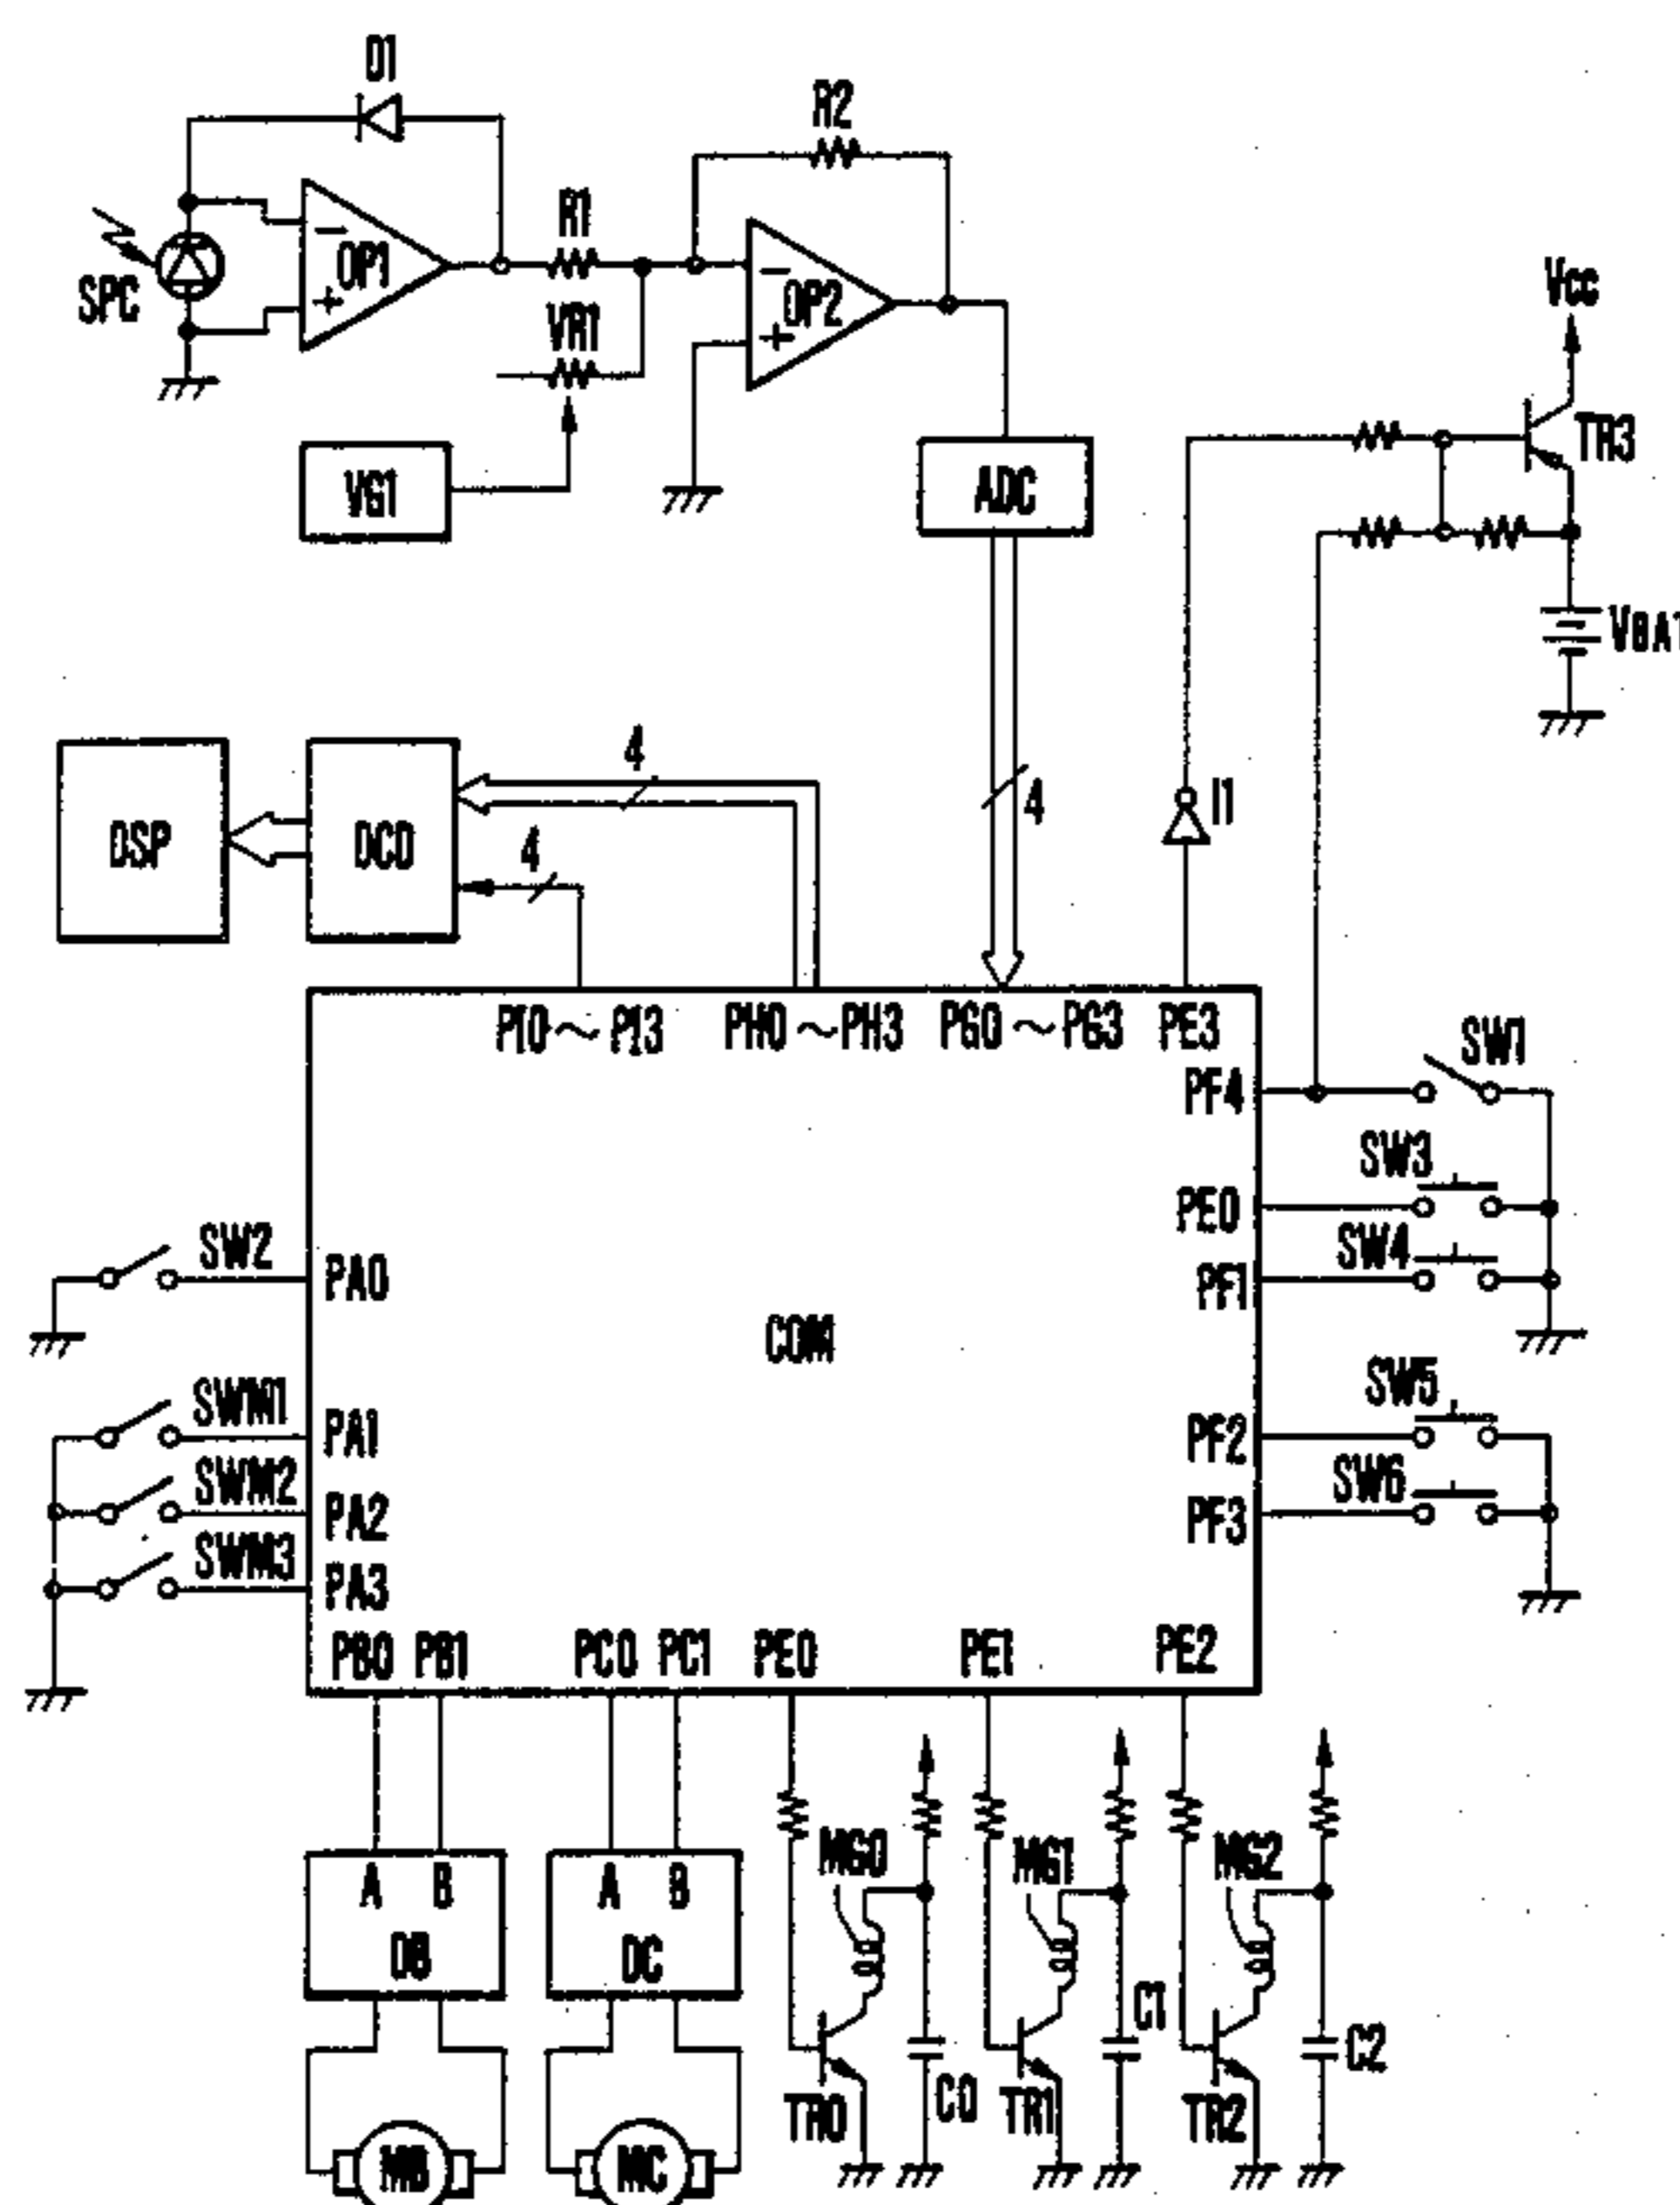 D1
R2
R1
OP1
SPC
VR1
OP2
Vcc
TR3
VG1
ADC
VBAT
4
4
I1
DSP
DCD
4
PI0~PI3 PH0~PH3 PG0~PG3 PE3
SW1
PF4
SW3
PE0
SW2
SW4
PA0
PF1
COM
SW5
SWM1
PA1
PF2
SWM2
SW6
PA2
PF3
SWM3
PA3
PB0 PB1 PC0 PC1 PE0 PE1 PE2
MG0 MG1 MG2
A B A B
DB DC
C1
C2
C0
TR0 TR1 TR2
MB MC